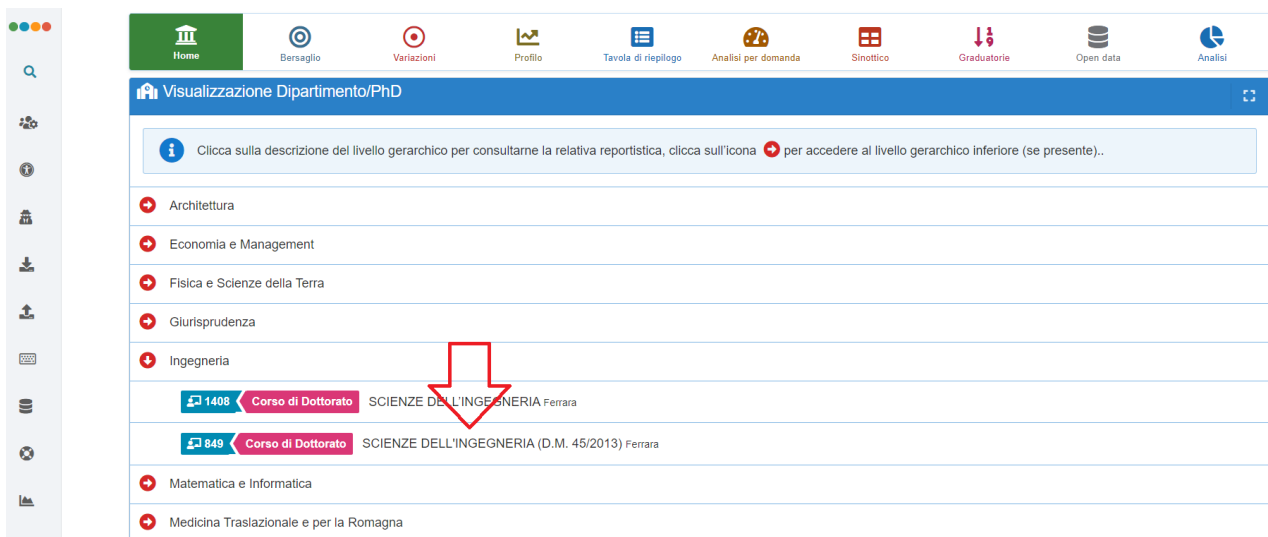 Home
Bersaglio
Variazioni
Profilo
Tavola di riepilogo
Analisi per domanda
Sinottico
Graduatorie
Open data
Analisi
Visualizzazione Dipartimento/PhD
Clicca sulla descrizione del livello gerarchico per consultarne la relativa reportistica, clicca sull'icona per accedere al livello gerarchico inferiore (se presente)..
Architettura
Economia e Management
Fisica e Scienze della Terra
Giurisprudenza
Ingegneria
1408 Corso di Dottorato SCIENZE DELL'INGEGNERIA Ferrara
849 Corso di Dottorato SCIENZE DELL'INGEGNERIA (D.M. 45/2013) Ferrara
Matematica e Informatica
Medicina Traslazionale e per la Romagna